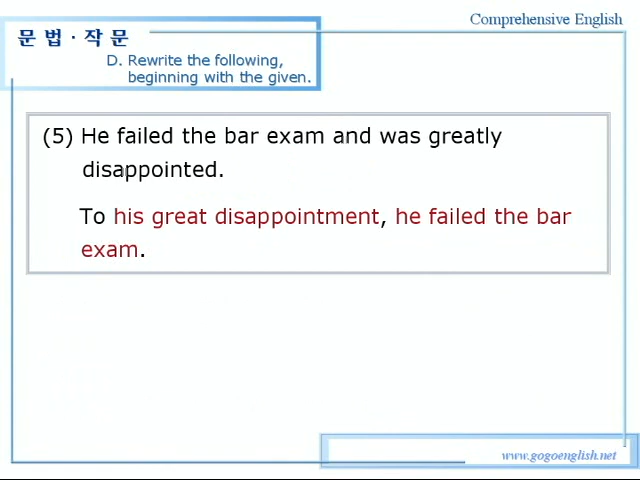 Comprehensive English
문 법 · 작 문
D. Rewrite the following,
beginning with the given.
(5) He failed the bar exam and was greatly
disappointed.
To his great disappointment, he failed the bar
exam.
www.gogoenglish.net